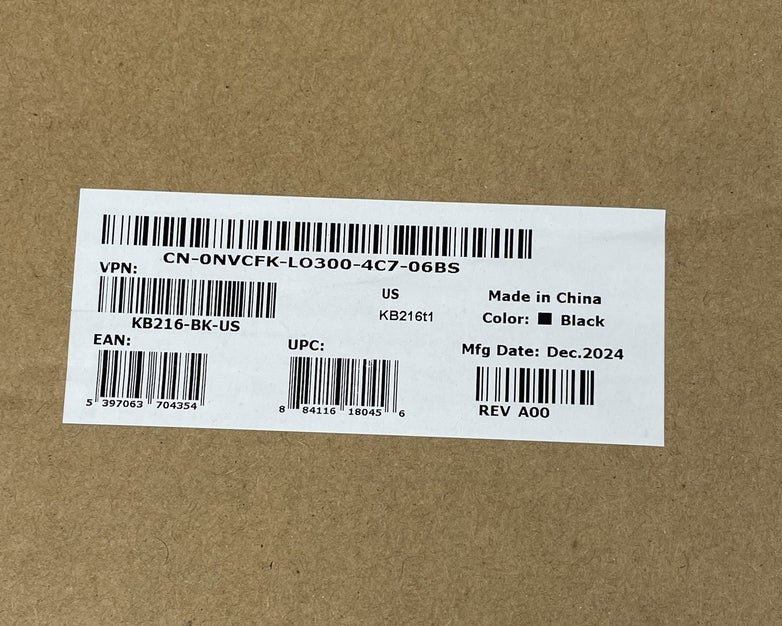 CN-0NVCFK-LO300-4C7-06BS
VPN:
KB216-BK-US
US
KB216t1
Made in China
Color: Black
EAN:
5 397063 704354
UPC:
8 84116 18045 6
Mfg Date: Dec.2024
REV A00